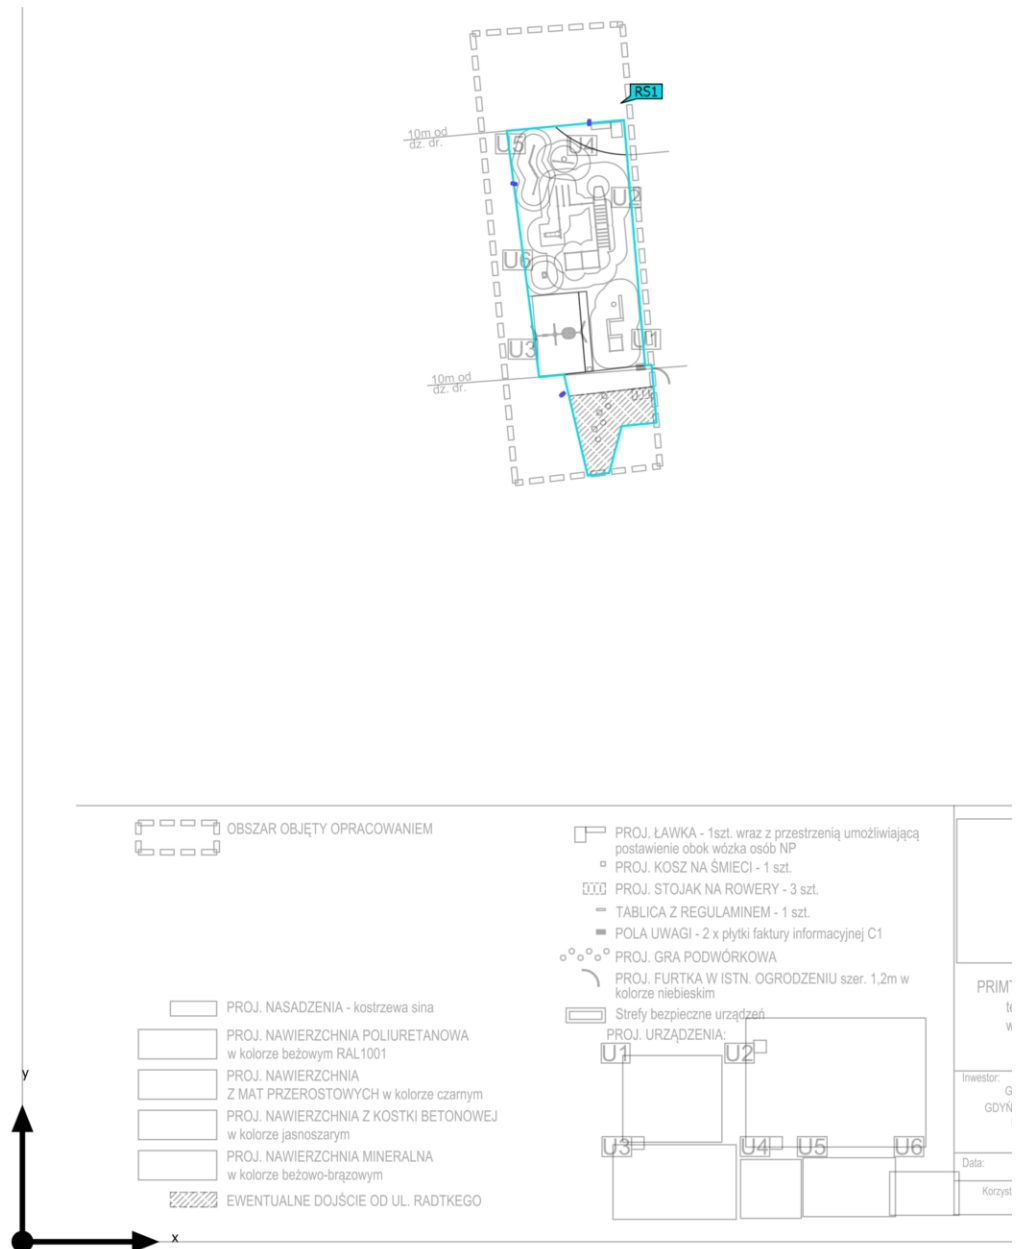 RS1
10m od
dz. dr.
U5
U4
U2
U6
U3
U1
10m od
dz. dr.
OBSZAR OBJĘTY OPRACOWANIEM
PROJ. NASADZENIA - kostrzewa sina
PROJ. NAWIERZCHNIA POLIURETANOWA
w kolorze beżowym RAL1001
PROJ. NAWIERZCHNIA
Z MAT PRZEROSTOWYCH w kolorze czarnym
PROJ. NAWIERZCHNIA Z KOSTKI BETONOWEJ
w kolorze jasnoszarym
PROJ. NAWIERZCHNIA MINERALNA
w kolorze beżowo-brązowym
EWENTUALNE DOJŚCIE OD UL. RADTKEGO
PROJ. ŁAWKA - 1szt. wraz z przestrzenią umożliwiającą
postawienie obok wózka osób NP
PROJ. KOSZ NA ŚMIECI - 1 szt.
PROJ. STOJAK NA ROWERY - 3 szt.
TABLICA Z REGULAMINEM - 1 szt.
POLA UWAGI - 2 x płytki faktury informacyjnej C1
PROJ. GRA PODWÓRKOWA
PROJ. FURTKA W ISTN. OGRODZENIU szer. 1,2m w
kolorze niebieskim
Strefy bezpieczne urządzeń
PROJ. URZĄDZENIA:
U1
U2
U3
U4
U5
U6
PRIMT
te
w
Inwestor:
G
GDYŃ
Data:
Korzyst
y
x